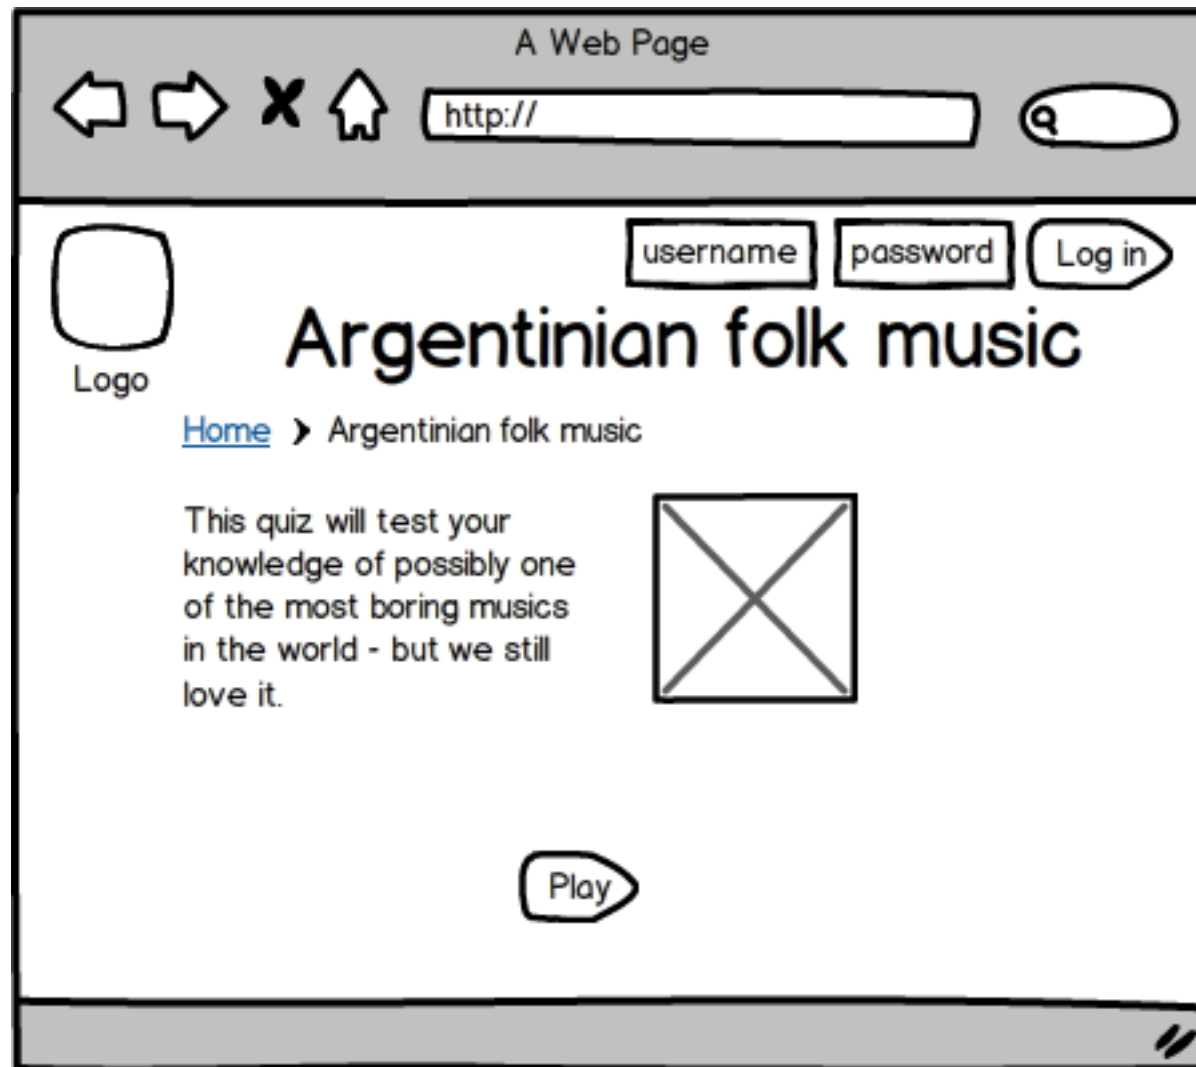 A Web Page
http://
username password Log in
Logo
Argentinian folk music
Home > Argentinian folk music
This quiz will test your
knowledge of possibly one
of the most boring musics
in the world - but we still
love it.
Play